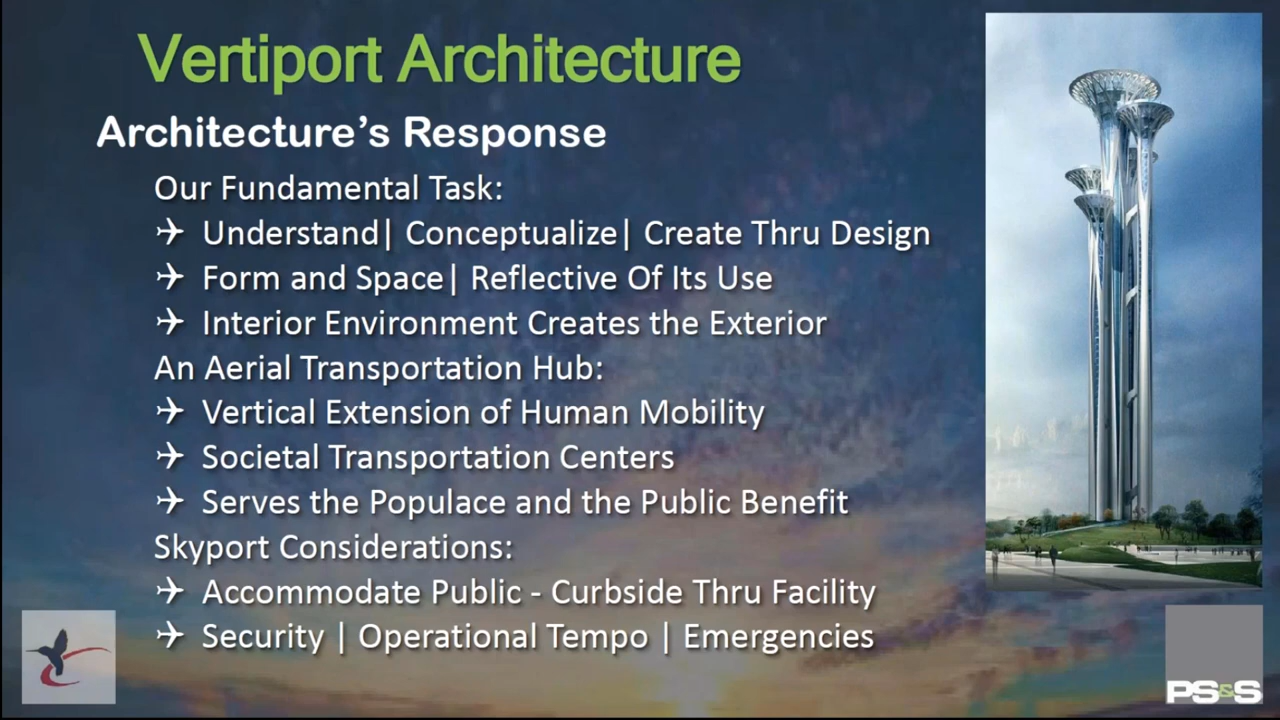 Vertiport Architecture
Architecture's Response
Our Fundamental Task:
Understand| Conceptualize| Create Thru Design
Form and Space| Reflective Of Its Use
Interior Environment Creates the Exterior
An Aerial Transportation Hub:
Vertical Extension of Human Mobility
Societal Transportation Centers
Serves the Populace and the Public Benefit
Skyport Considerations:
Accommodate Public - Curbside Thru Facility
Security | Operational Tempo | Emergencies
PS&S